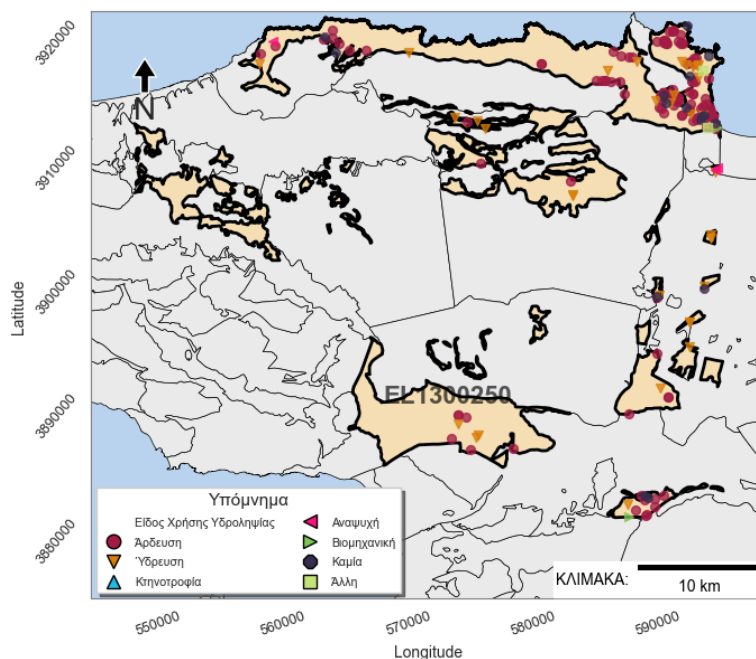 3920000
3910000
3900000
3890000
3880000
Latitude
N
EL1300250
Υπόμνημα
Είδος Χρήσης Υδροληψίας
Άρδευση
Ύδρευση
Κτηνοτροφία
Αναψυχή
Βιομηχανική
Καμία
Άλλη
ΚΛΙΜΑΚΑ:
10 km
550000
560000
570000
580000
590000
Longitude